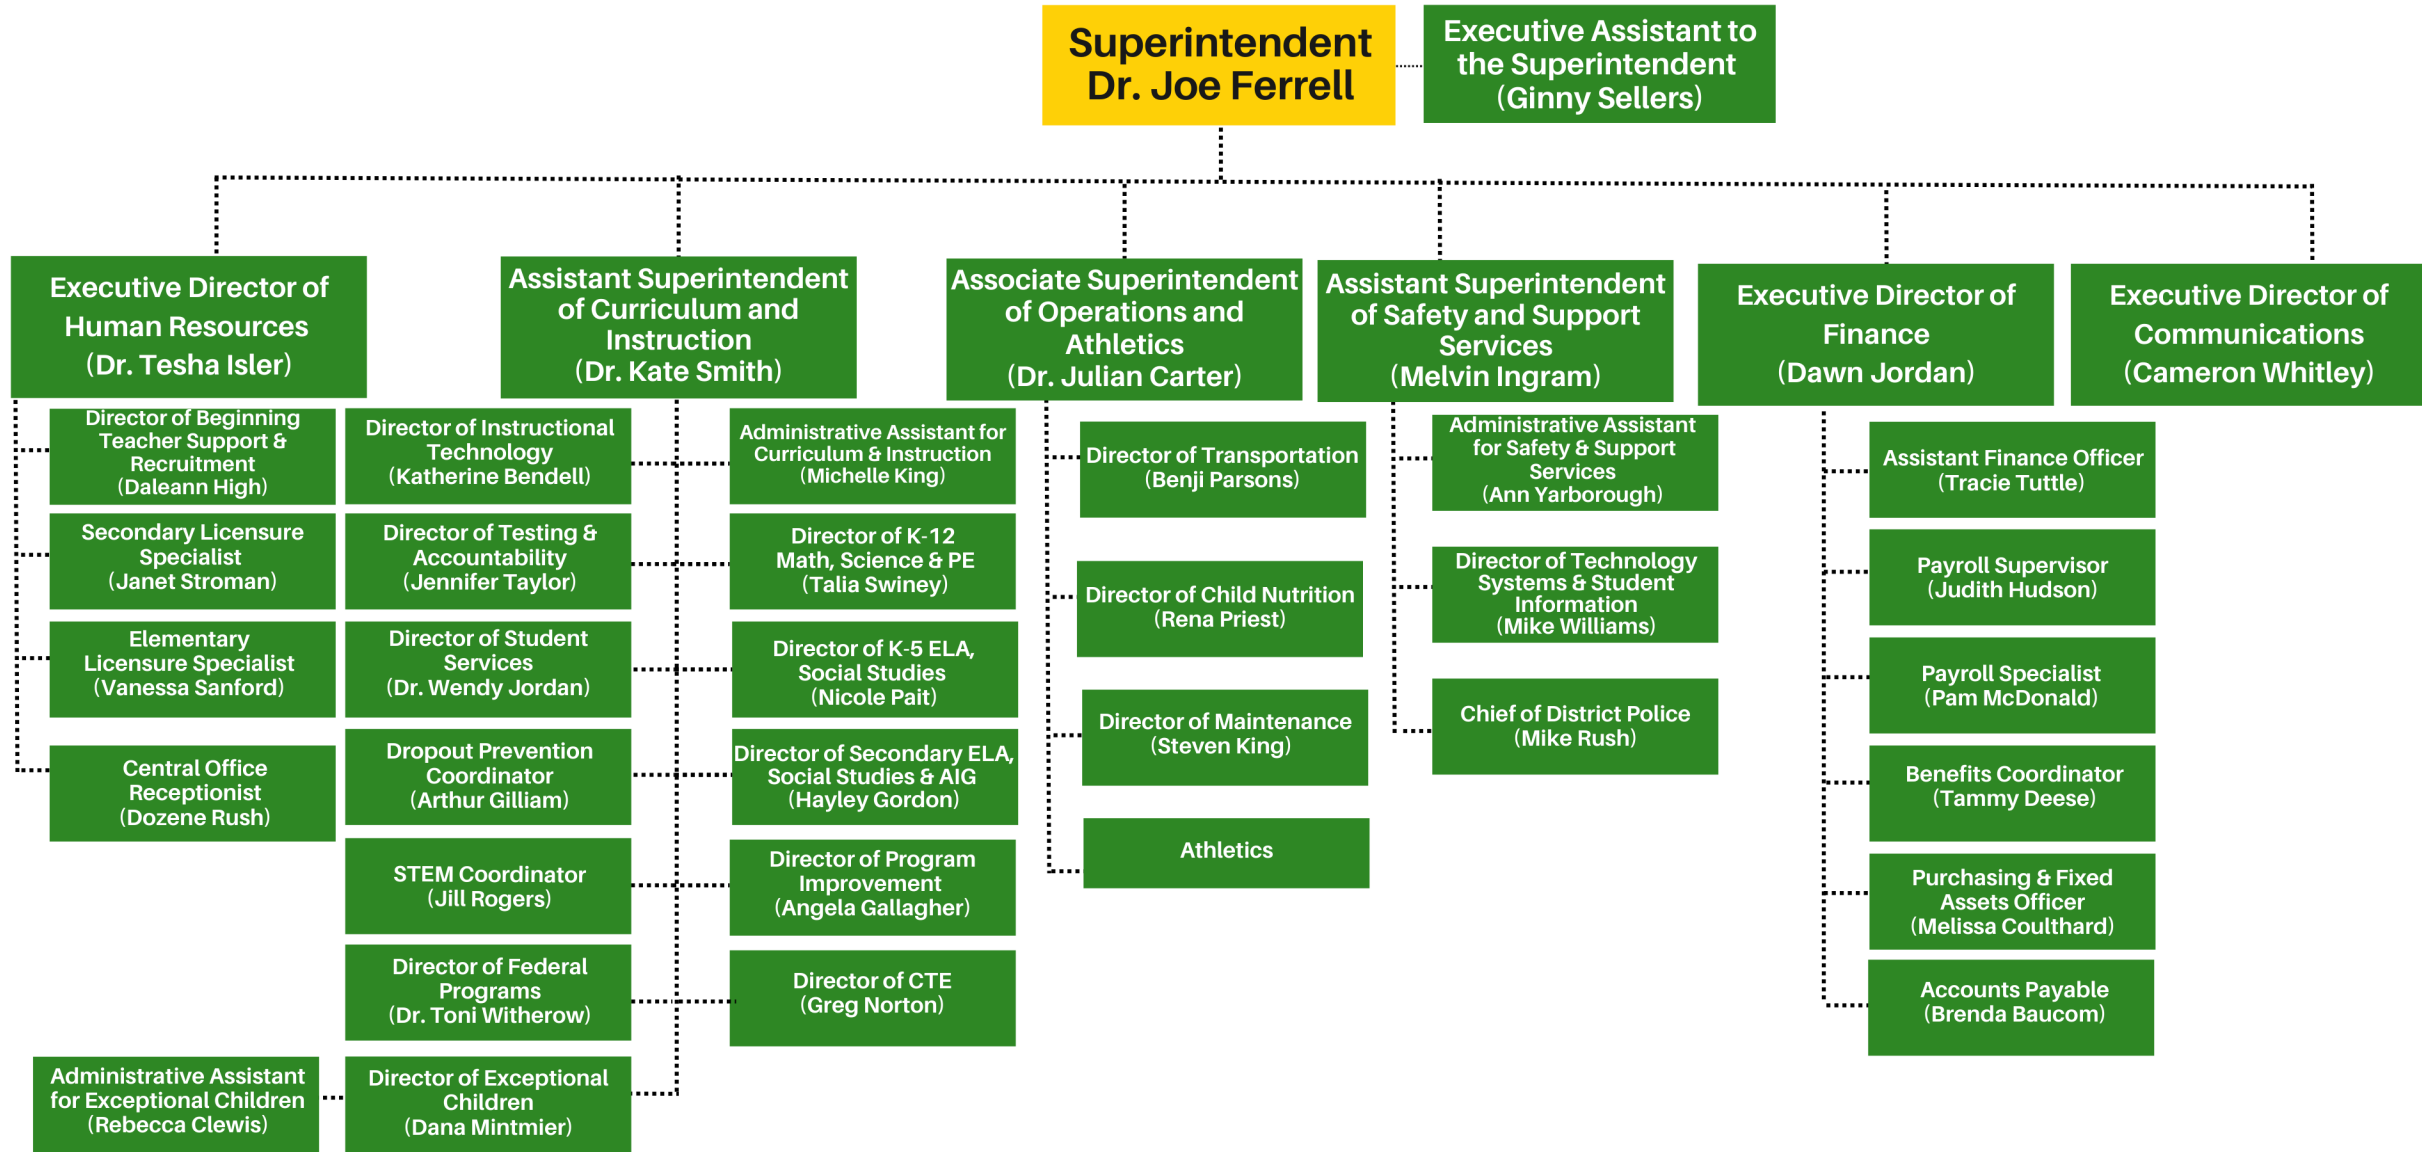 Superintendent
Dr. Joe Ferrell
Executive Assistant to
the Superintendent
(Ginny Sellers)
Executive Director of
Human Resources
(Dr. Tesha Isler)
Assistant Superintendent
of Curriculum and
Instruction
(Dr. Kate Smith)
Associate Superintendent
of Operations and
Athletics
(Dr. Julian Carter)
Assistant Superintendent
of Safety and Support
Services
(Melvin Ingram)
Executive Director of
Finance
(Dawn Jordan)
Executive Director of
Communications
(Cameron Whitley)
Director of Beginning
Teacher Support &
Recruitment
(Daleann High)
Secondary Licensure
Specialist
(Janet Stroman)
Elementary
Licensure Specialist
(Vanessa Sanford)
Central Office
Receptionist
(Dozene Rush)
Director of Instructional
Technology
(Katherine Bendell)
Director of Testing &
Accountability
(Jennifer Taylor)
Director of Student
Services
(Dr. Wendy Jordan)
Dropout Prevention
Coordinator
(Arthur Gilliam)
STEM Coordinator
(Jill Rogers)
Director of Federal
Programs
(Dr. Toni Witherow)
Director of Exceptional
Children
(Dana Mintmier)
Administrative Assistant
for Exceptional Children
(Rebecca Clewis)
Administrative Assistant for
Curriculum & Instruction
(Michelle King)
Director of K-12
Math, Science & PE
(Talia Swiney)
Director of K-5 ELA,
Social Studies
(Nicole Pait)
Director of Secondary ELA,
Social Studies & AIG
(Hayley Gordon)
Director of Program
Improvement
(Angela Gallagher)
Director of CTE
(Greg Norton)
Director of Transportation
(Benji Parsons)
Director of Child Nutrition
(Rena Priest)
Director of Maintenance
(Steven King)
Athletics
Administrative Assistant
for Safety & Support
Services
(Ann Yarborough)
Director of Technology
Systems & Student
Information
(Mike Williams)
Chief of District Police
(Mike Rush)
Assistant Finance Officer
(Tracie Tuttle)
Payroll Supervisor
(Judith Hudson)
Payroll Specialist
(Pam McDonald)
Benefits Coordinator
(Tammy Deese)
Purchasing & Fixed
Assets Officer
(Melissa Coulthard)
Accounts Payable
(Brenda Baucom)